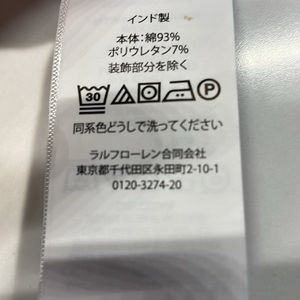 インド製
本体:綿93%
ポリウレタン7%
装飾部分を除く
30 P
同系色どうしで洗ってください
ラルフローレン合同会社
東京都千代田区永田町2-10-1
0120-3274-20